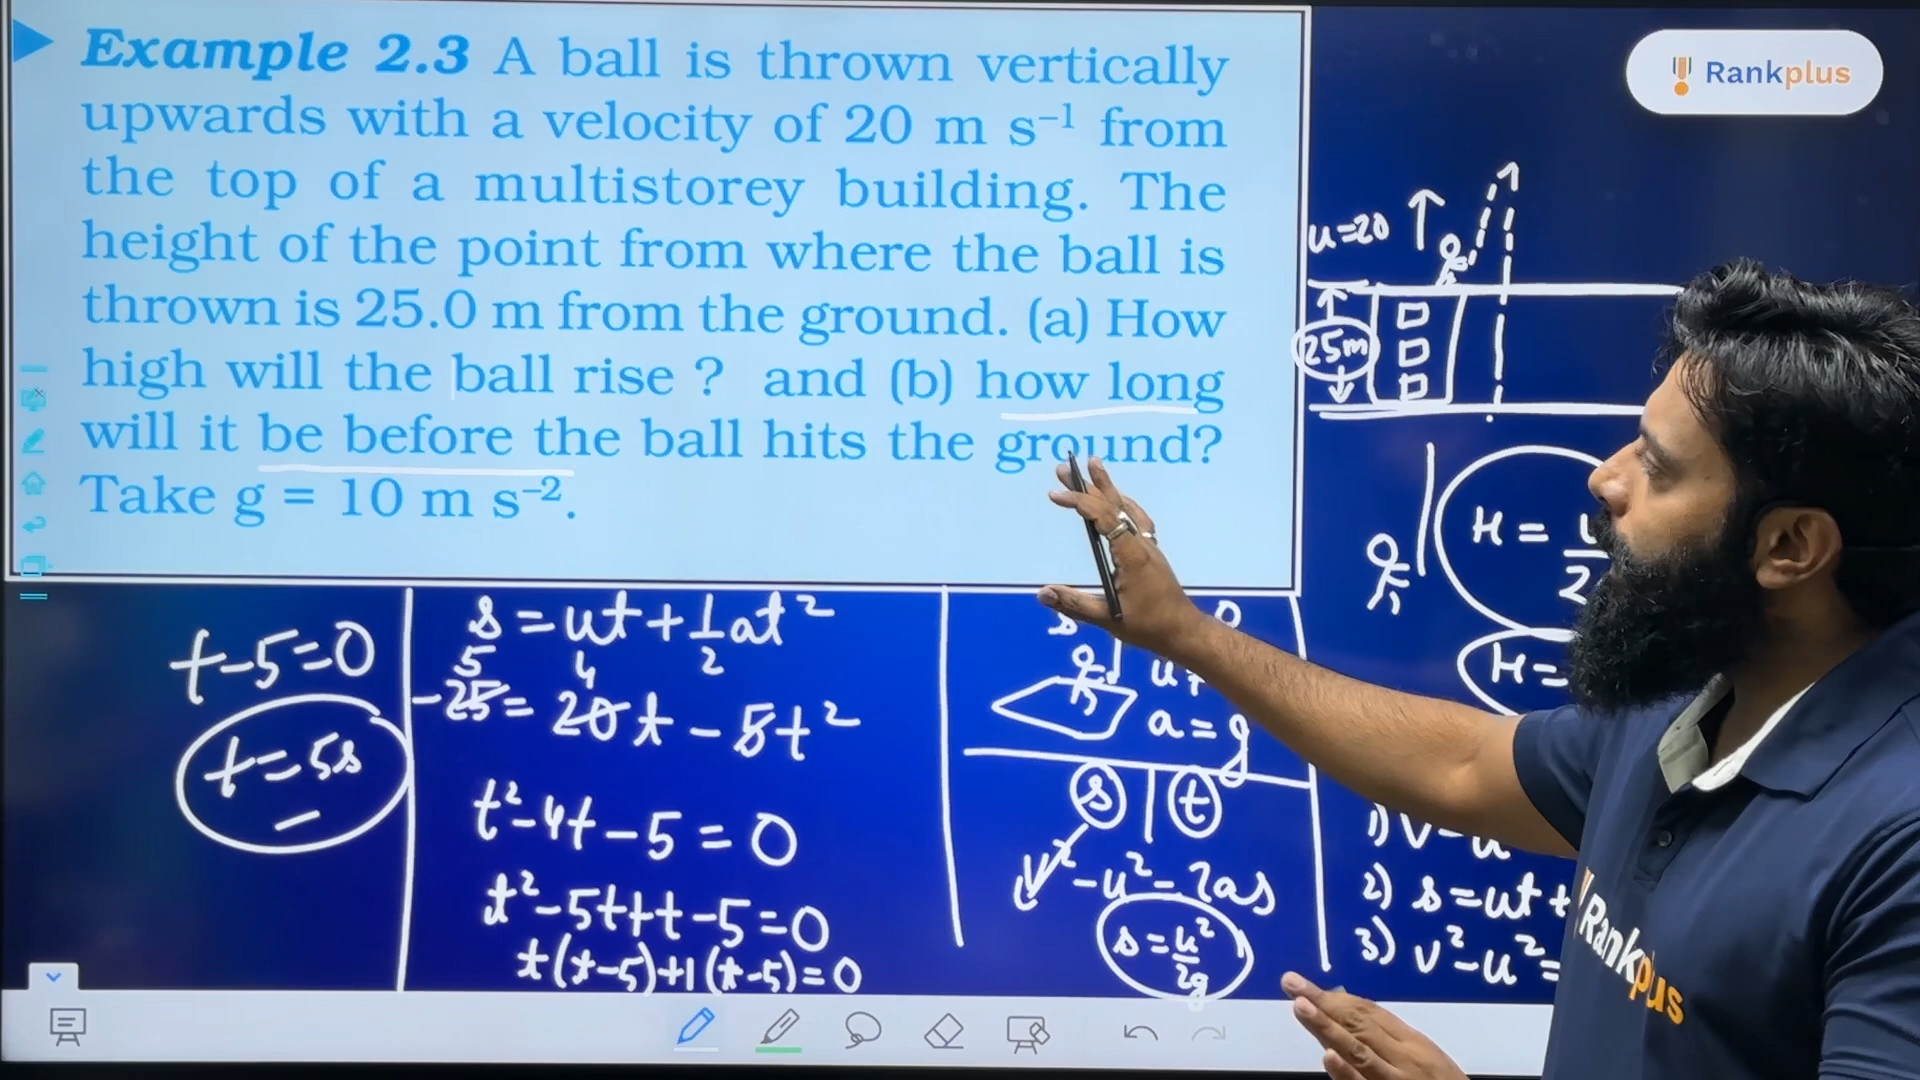 Example 2.3 A ball is thrown vertically
upwards with a velocity of 20 m s⁻¹ from
the top of a multistorey building. The
height of the point from where the ball is
thrown is 25.0 m from the ground. (a) How
high will the ball rise ? and (b) how long
will it be before the ball hits the ground?
Take g = 10 m s⁻².
Rankplus
u=20
25m
H =
2
H=
t-5=0
t=5s
s=ut+1/2at²
5 4
-25=20t-5t²
t²-4t-5=0
t²-5t+t-5=0
t(t-5)+1(t-5)=0
a=g
s t
v²-u²=2as
s=u²/2g
1) v-u
2) s=ut+
3) v²-u²=
Rankplus